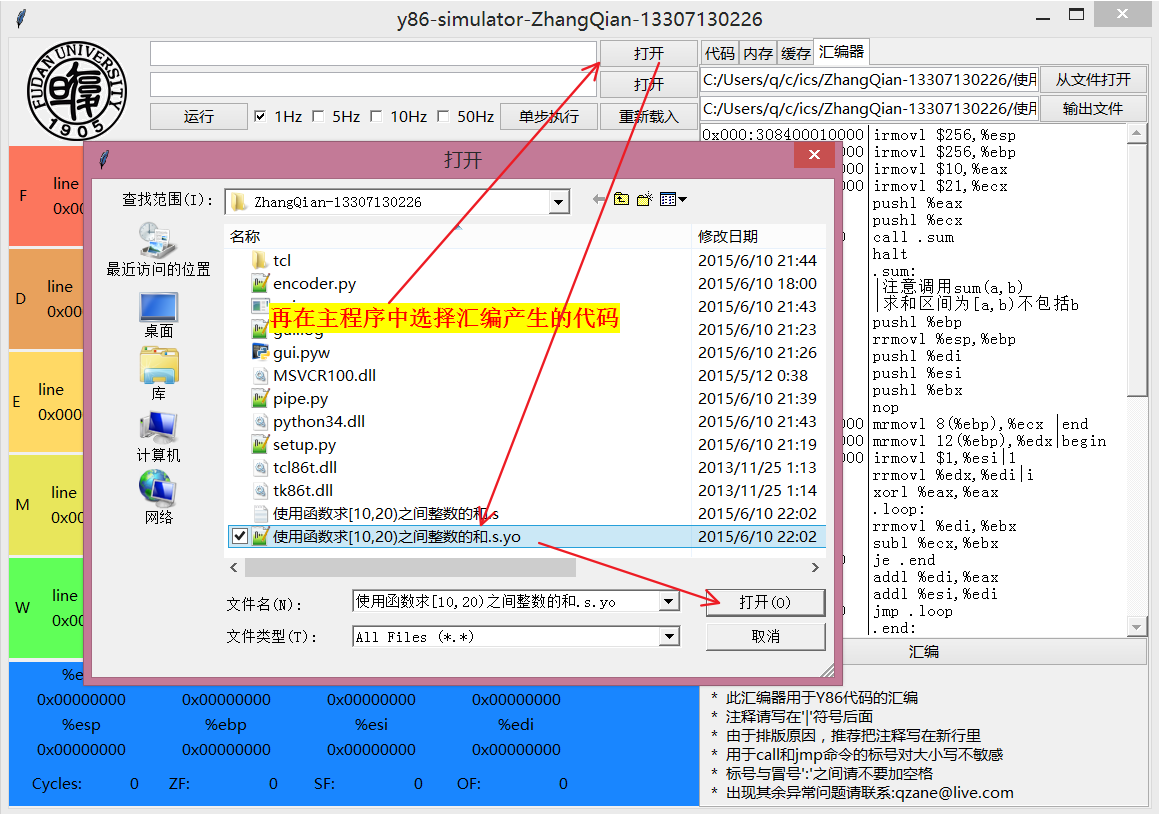 y86-simulator-ZhangQian-13307130226
FUDAN UNIVERSITY
1905
打开
打开
运行
1Hz
5Hz
10Hz
50Hz
单步执行
重新载入
代码
内存
缓存
汇编器
C:/Users/q/c/ics/ZhangQian-13307130226/使用
从文件打开
C:/Users/q/c/ics/ZhangQian-13307130226/使用
输出文件
F
line
0x00
D
line
0x00
E
line
0x000
M
line
0x00
W
line
0x00
打开
查找范围(I):
ZhangQian-13307130226
最近访问的位置
桌面
库
计算机
网络
名称
修改日期
tcl
2015/6/10 21:44
encoder.py
2015/6/10 18:00
2015/6/10 21:43
再在主程序中选择汇编产生的代码
2015/6/10 21:23
gui.pyw
2015/6/10 21:26
MSVCR100.dll
2015/5/12 0:38
pipe.py
2015/6/10 21:39
python34.dll
2015/6/10 21:43
setup.py
2015/6/10 21:19
tcl86t.dll
2013/11/25 1:13
tk86t.dll
2013/11/25 1:14
使用函数求[10,20)之间整数的和.s
2015/6/10 22:02
使用函数求[10,20)之间整数的和.s.yo
2015/6/10 22:02
文件名(N):
使用函数求[10,20)之间整数的和.s.yo
打开(O)
文件类型(T):
All Files (*.*)
取消
0x000:308400010000
000
000
000
000
000
000
irmovl $256,%esp
irmovl $256,%ebp
irmovl $10,%eax
irmovl $21,%ecx
pushl %eax
pushl %ecx
call .sum
halt
.sum:
|注意调用sum(a,b)
|求和区间为[a,b)不包括b
pushl %ebp
rrmovl %esp,%ebp
pushl %edi
pushl %esi
pushl %ebx
nop
mrmovl 8(%ebp),%ecx |end
mrmovl 12(%ebp),%edx|begin
irmovl $1,%esi|1
rrmovl %edx,%edi|i
xorl %eax,%eax
.loop:
rrmovl %edi,%ebx
subl %ecx,%ebx
je .end
addl %edi,%eax
addl %esi,%edi
jmp .loop
.end:
汇编
%e
0x00000000
0x00000000
0x00000000
0x00000000
%esp
%ebp
%esi
%edi
0x00000000
0x00000000
0x00000000
0x00000000
Cycles: 0
ZF: 0
SF: 0
OF: 0
* 此汇编器用于Y86代码的汇编
* 注释请写在'|'符号后面
* 由于排版原因，推荐把注释写在新行里
* 用于call和jmp命令的标号对大小写不敏感
* 标号与冒号':'之间请不要加空格
* 出现其余异常问题请联系:qzane@live.com